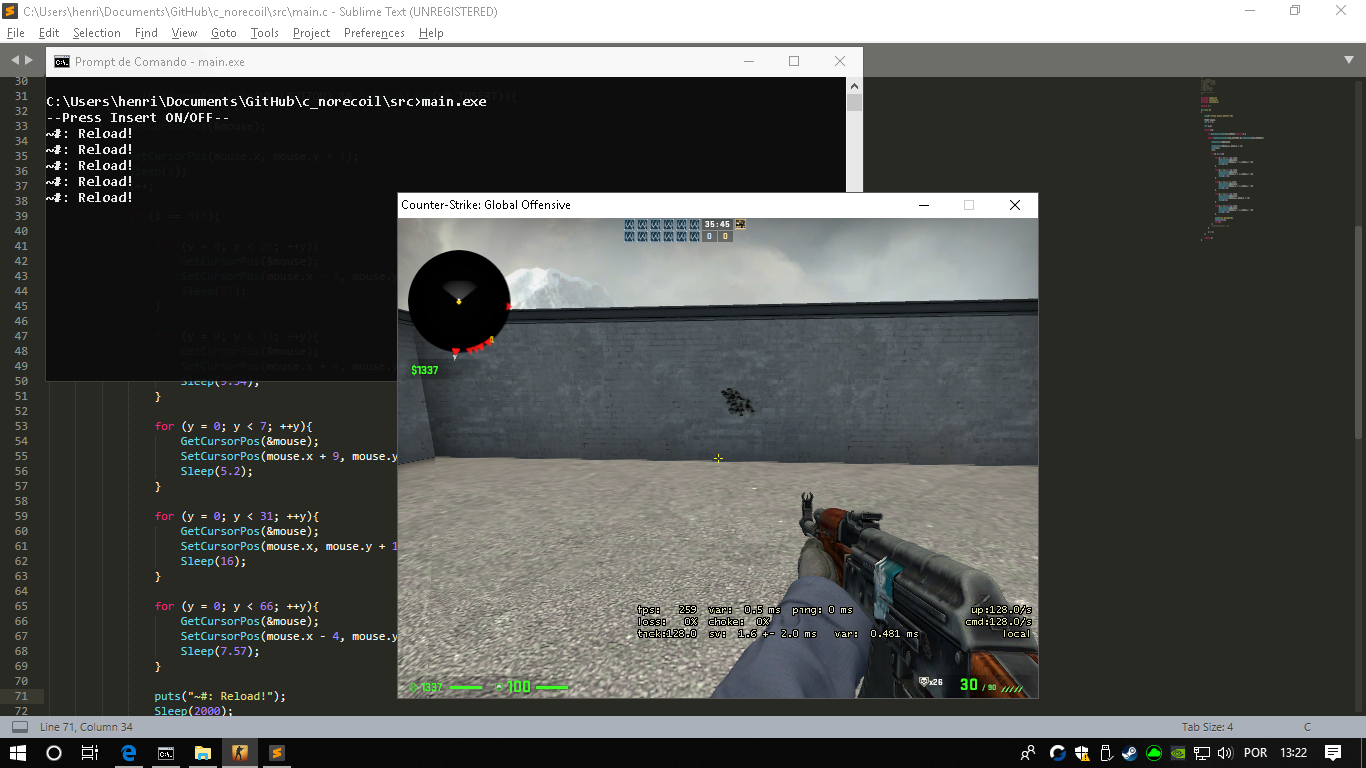 C:\Users\henri\Documents\GitHub\c_norecoil\src\main.c - Sublime Text (UNREGISTERED)
File Edit Selection Find View Goto Tools Project Preferences Help
Prompt de Comando - main.exe
C:\Users\henri\Documents\GitHub\c_norecoil\src>main.exe
--Press Insert ON/OFF--
~#: Reload!
~#: Reload!
~#: Reload!
~#: Reload!
~#: Reload!
30
31
32
33
34
35
36
37
38
39
40
41
42
43
44
45
46
47
48
49
50 Sleep(9.34);
51 }
52
53 for (y = 0; y < 7; ++y){
54 GetCursorPos(&mouse);
55 SetCursorPos(mouse.x + 9, mouse.y
56 Sleep(5.2);
57 }
58
59 for (y = 0; y < 31; ++y){
60 GetCursorPos(&mouse);
61 SetCursorPos(mouse.x, mouse.y + 1
62 Sleep(16);
63 }
64
65 for (y = 0; y < 66; ++y){
66 GetCursorPos(&mouse);
67 SetCursorPos(mouse.x - 4, mouse.y
68 Sleep(7.57);
69 }
70
71 puts("~#: Reload!");
72 Sleep(2000);
Counter-Strike: Global Offensive
35:45
0 0
$1337
fps: 259 var: 0.5 ms ping: 0 ms
loss: 0% choke: 0%
tick:128.0 sv: 1.6 +- 2.0 ms var: 0.481 ms
up:128.0/s
cmd:128.0/s
local
1337 100
x26 30 / 90
Line 71, Column 34 Tab Size: 4 C
POR 13:22